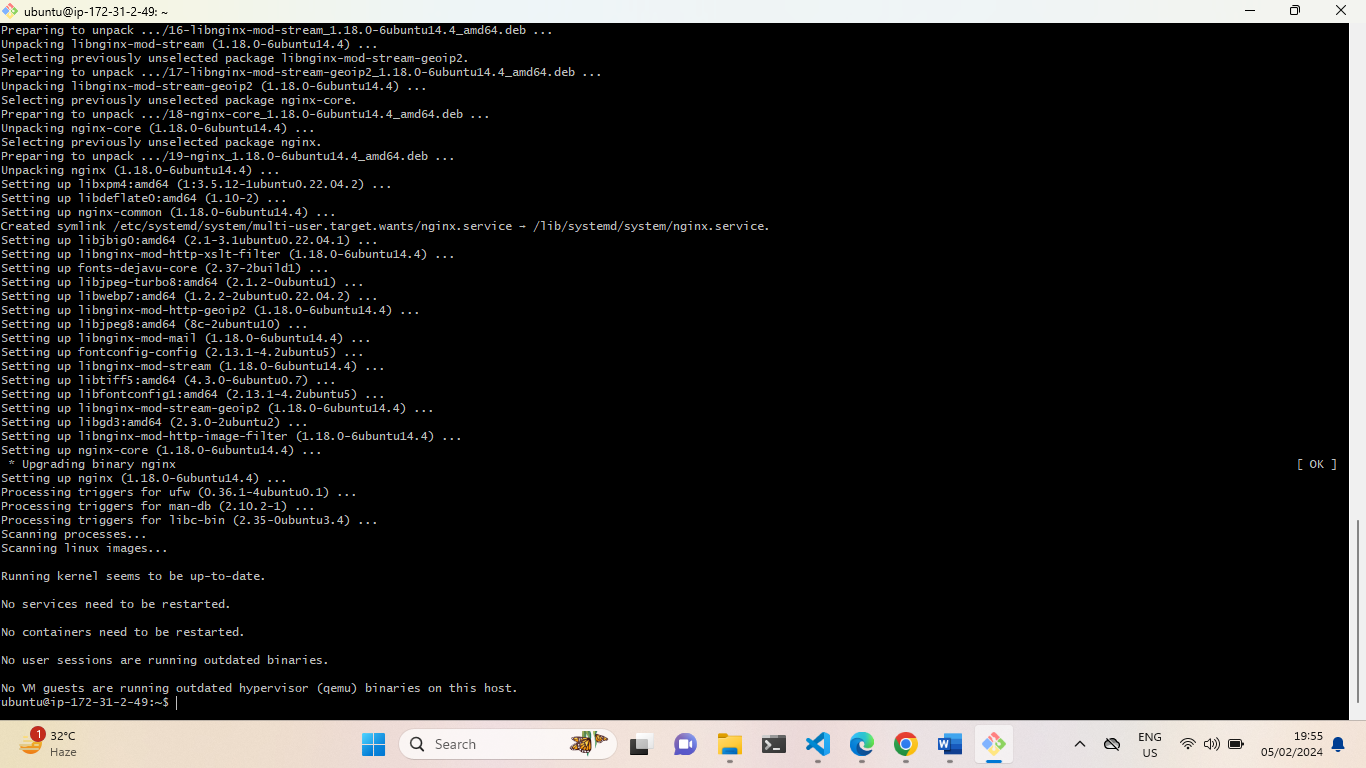 ubuntu@ip-172-31-2-49: ~
Preparing to unpack .../16-libnginx-mod-stream_1.18.0-6ubuntu14.4_amd64.deb ...
Unpacking libnginx-mod-stream (1.18.0-6ubuntu14.4) ...
Selecting previously unselected package libnginx-mod-stream-geoip2.
Preparing to unpack .../17-libnginx-mod-stream-geoip2_1.18.0-6ubuntu14.4_amd64.deb ...
Unpacking libnginx-mod-stream-geoip2 (1.18.0-6ubuntu14.4) ...
Selecting previously unselected package nginx-core.
Preparing to unpack .../18-nginx-core_1.18.0-6ubuntu14.4_amd64.deb ...
Unpacking nginx-core (1.18.0-6ubuntu14.4) ...
Selecting previously unselected package nginx.
Preparing to unpack .../19-nginx_1.18.0-6ubuntu14.4_amd64.deb ...
Unpacking nginx (1.18.0-6ubuntu14.4) ...
Setting up libxpm4:amd64 (1:3.5.12-1ubuntu0.22.04.2) ...
Setting up libdeflate0:amd64 (1.10-2) ...
Setting up nginx-common (1.18.0-6ubuntu14.4) ...
Created symlink /etc/systemd/system/multi-user.target.wants/nginx.service → /lib/systemd/system/nginx.service.
Setting up libjbig0:amd64 (2.1-3.1ubuntu0.22.04.1) ...
Setting up libnginx-mod-http-xslt-filter (1.18.0-6ubuntu14.4) ...
Setting up fonts-dejavu-core (2.37-2build1) ...
Setting up libjpeg-turbo8:amd64 (2.1.2-0ubuntu1) ...
Setting up libwebp7:amd64 (1.2.2-2ubuntu0.22.04.2) ...
Setting up libnginx-mod-http-geoip2 (1.18.0-6ubuntu14.4) ...
Setting up libjpeg8:amd64 (8c-2ubuntu10) ...
Setting up libnginx-mod-mail (1.18.0-6ubuntu14.4) ...
Setting up fontconfig-config (2.13.1-4.2ubuntu5) ...
Setting up libnginx-mod-stream (1.18.0-6ubuntu14.4) ...
Setting up libtiff5:amd64 (4.3.0-6ubuntu0.7) ...
Setting up libfontconfig1:amd64 (2.13.1-4.2ubuntu5) ...
Setting up libnginx-mod-stream-geoip2 (1.18.0-6ubuntu14.4) ...
Setting up libgd3:amd64 (2.3.0-2ubuntu2) ...
Setting up libnginx-mod-http-image-filter (1.18.0-6ubuntu14.4) ...
Setting up nginx-core (1.18.0-6ubuntu14.4) ...
 * Upgrading binary nginx [ OK ]
Setting up nginx (1.18.0-6ubuntu14.4) ...
Processing triggers for ufw (0.36.1-4ubuntu0.1) ...
Processing triggers for man-db (2.10.2-1) ...
Processing triggers for libc-bin (2.35-0ubuntu3.4) ...
Scanning processes...
Scanning linux images...
Running kernel seems to be up-to-date.
No services need to be restarted.
No containers need to be restarted.
No user sessions are running outdated binaries.
No VM guests are running outdated hypervisor (qemu) binaries on this host.
ubuntu@ip-172-31-2-49:~$
1
32°C
Haze
Search
ENG
US
19:55
05/02/2024